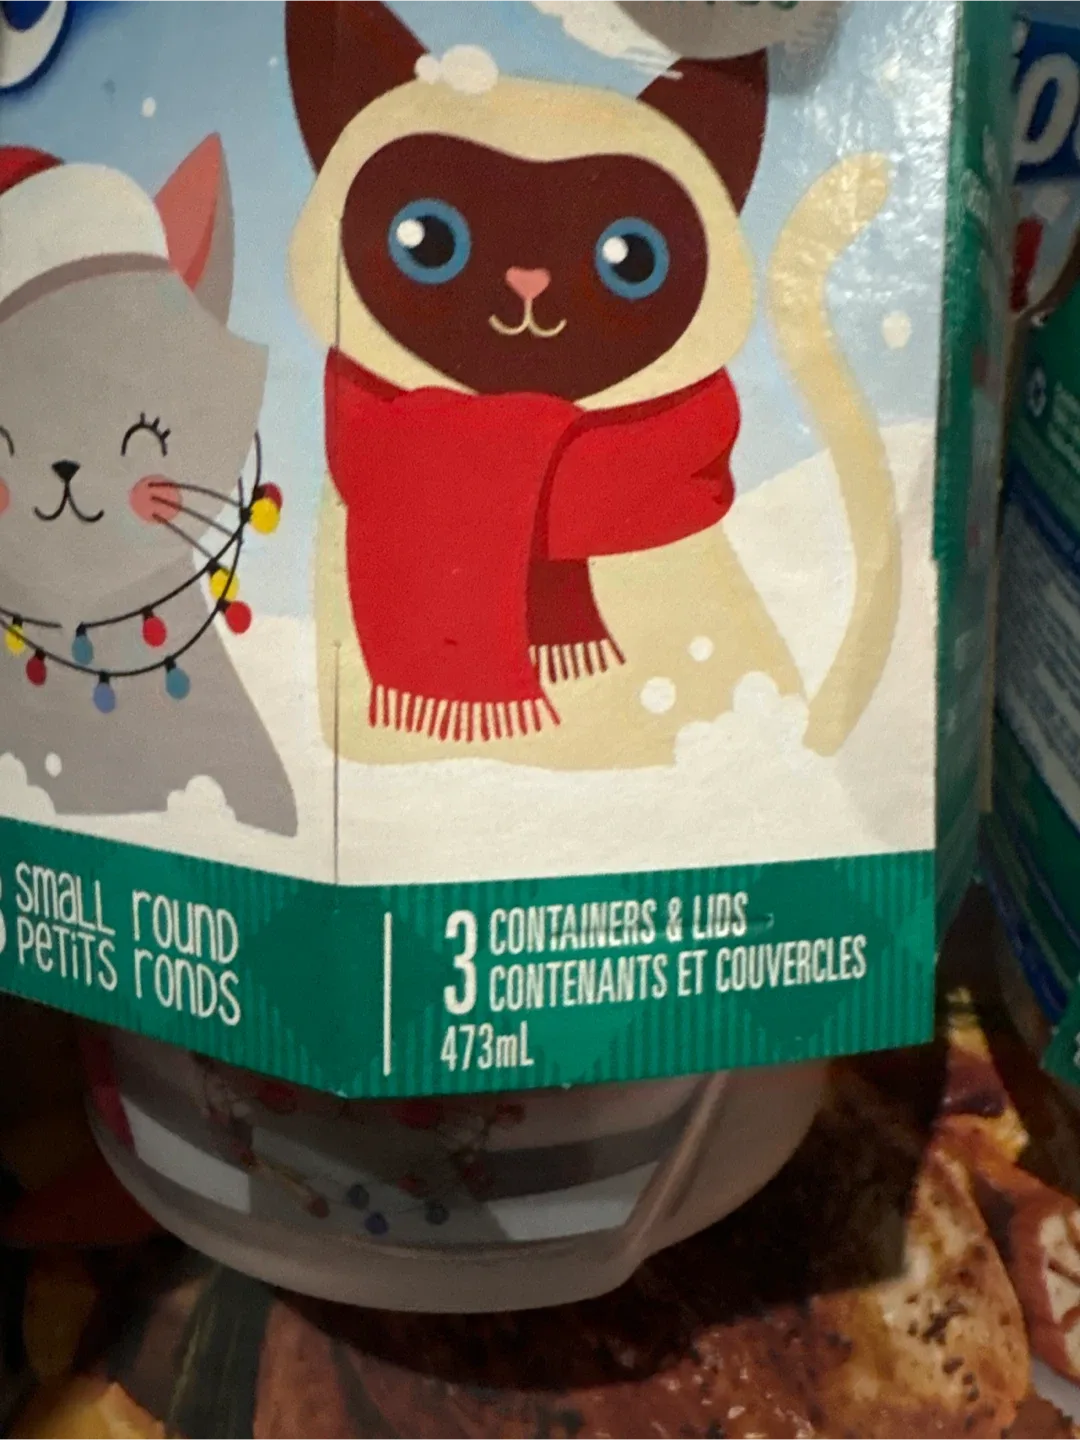 small round
petits ronds
3 CONTAINERS & LIDS
CONTENANTS ET COUVERCLES
473mL